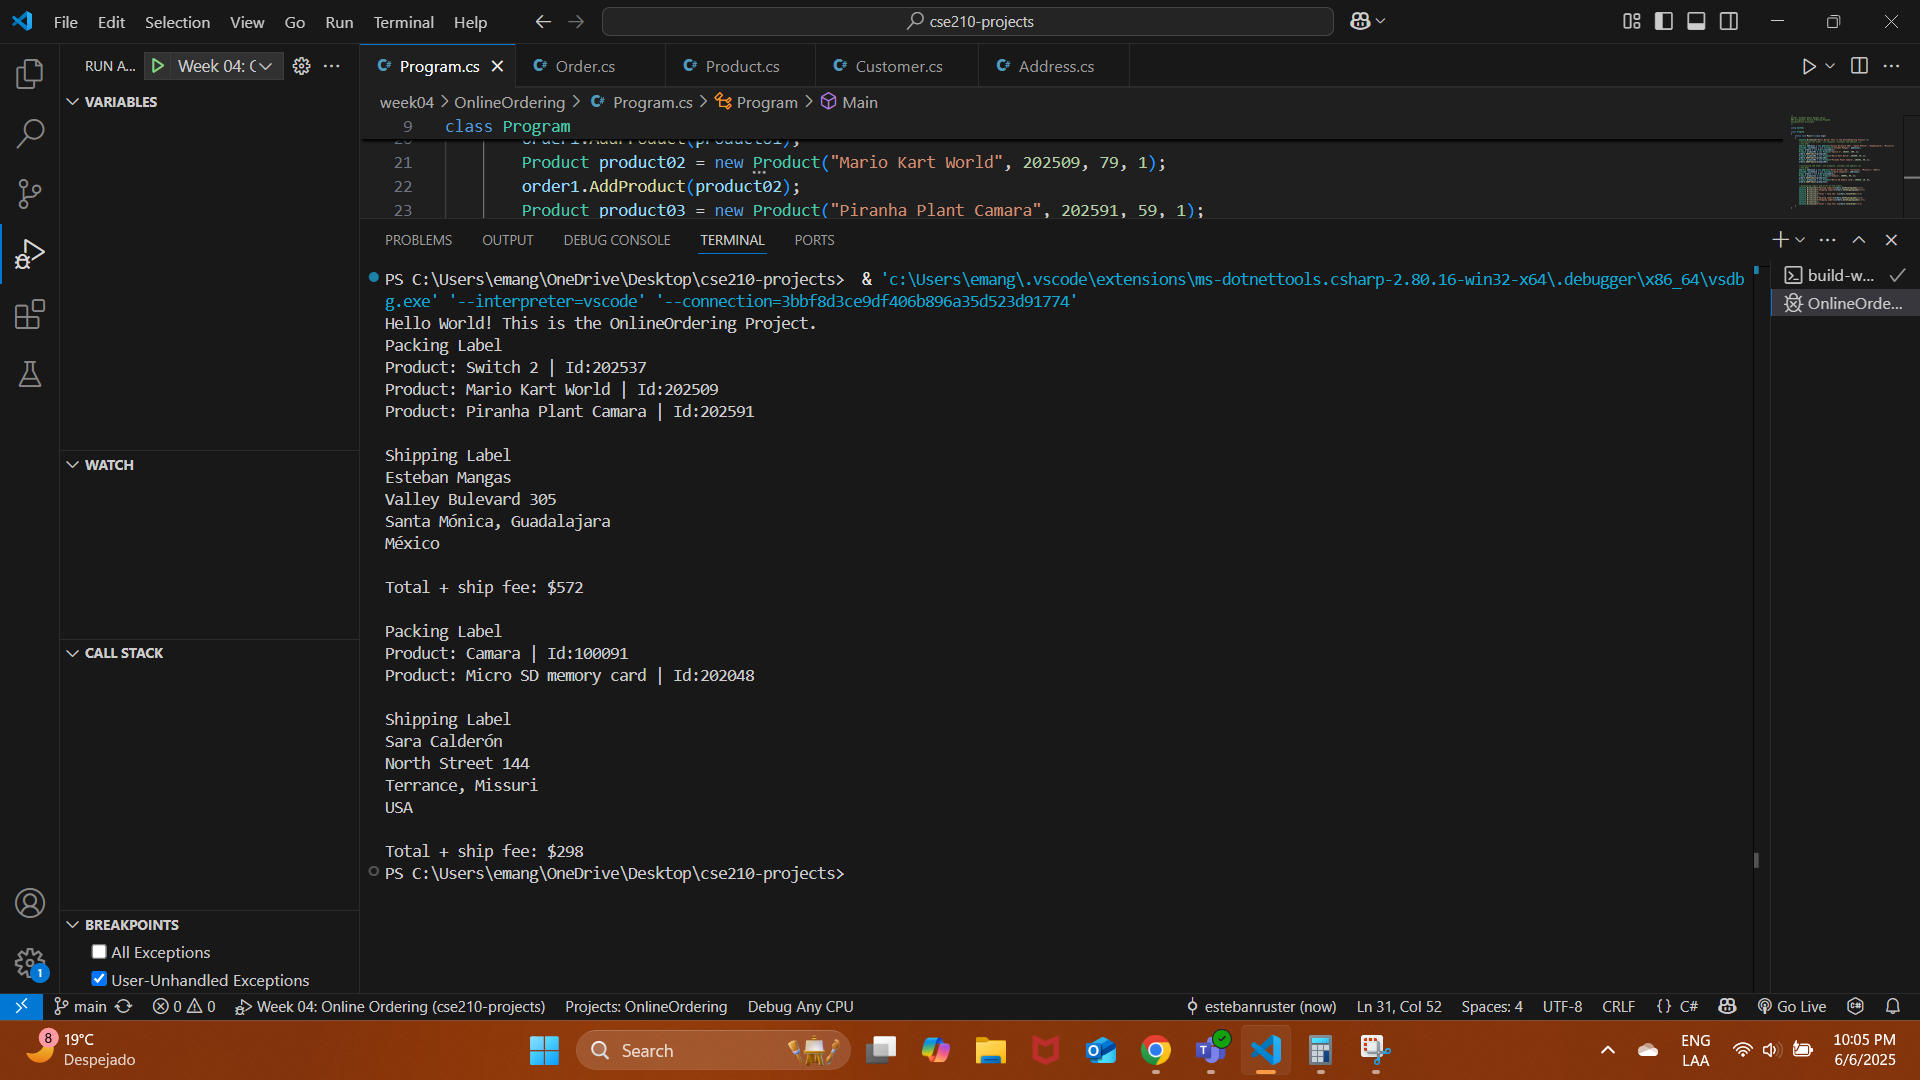 File Edit Selection View Go Run Terminal Help
cse210-projects
RUN A... Week 04: C
Program.cs Order.cs Product.cs Customer.cs Address.cs
VARIABLES
week04 > OnlineOrdering > Program.cs > Program > Main
9 class Program
20 order1.AddProduct(product01);
21 Product product02 = new Product("Mario Kart World", 202509, 79, 1);
22 order1.AddProduct(product02);
23 Product product03 = new Product("Piranha Plant Camara", 202591, 59, 1);
PROBLEMS OUTPUT DEBUG CONSOLE TERMINAL PORTS
PS C:\Users\emang\OneDrive\Desktop\cse210-projects> & 'c:\Users\emang\.vscode\extensions\ms-dotnettools.csharp-2.80.16-win32-x64\.debugger\x86_64\vsdb
g.exe' '--interpreter=vscode' '--connection=3bbf8d3ce9df406b896a35d523d91774'
Hello World! This is the OnlineOrdering Project.
Packing Label
Product: Switch 2 | Id:202537
Product: Mario Kart World | Id:202509
Product: Piranha Plant Camara | Id:202591
Shipping Label
Esteban Mangas
Valley Bulevard 305
Santa Mónica, Guadalajara
México
Total + ship fee: $572
Packing Label
Product: Camara | Id:100091
Product: Micro SD memory card | Id:202048
Shipping Label
Sara Calderón
North Street 144
Terrance, Missuri
USA
Total + ship fee: $298
PS C:\Users\emang\OneDrive\Desktop\cse210-projects>
build-w...
OnlineOrde...
WATCH
CALL STACK
BREAKPOINTS
All Exceptions
User-Unhandled Exceptions
1
main 0 0 Week 04: Online Ordering (cse210-projects) Projects: OnlineOrdering Debug Any CPU estebanruster (now) Ln 31, Col 52 Spaces: 4 UTF-8 CRLF {} C# Go Live
8 19°C
Despejado
Search
ENG
LAA
10:05 PM
6/6/2025